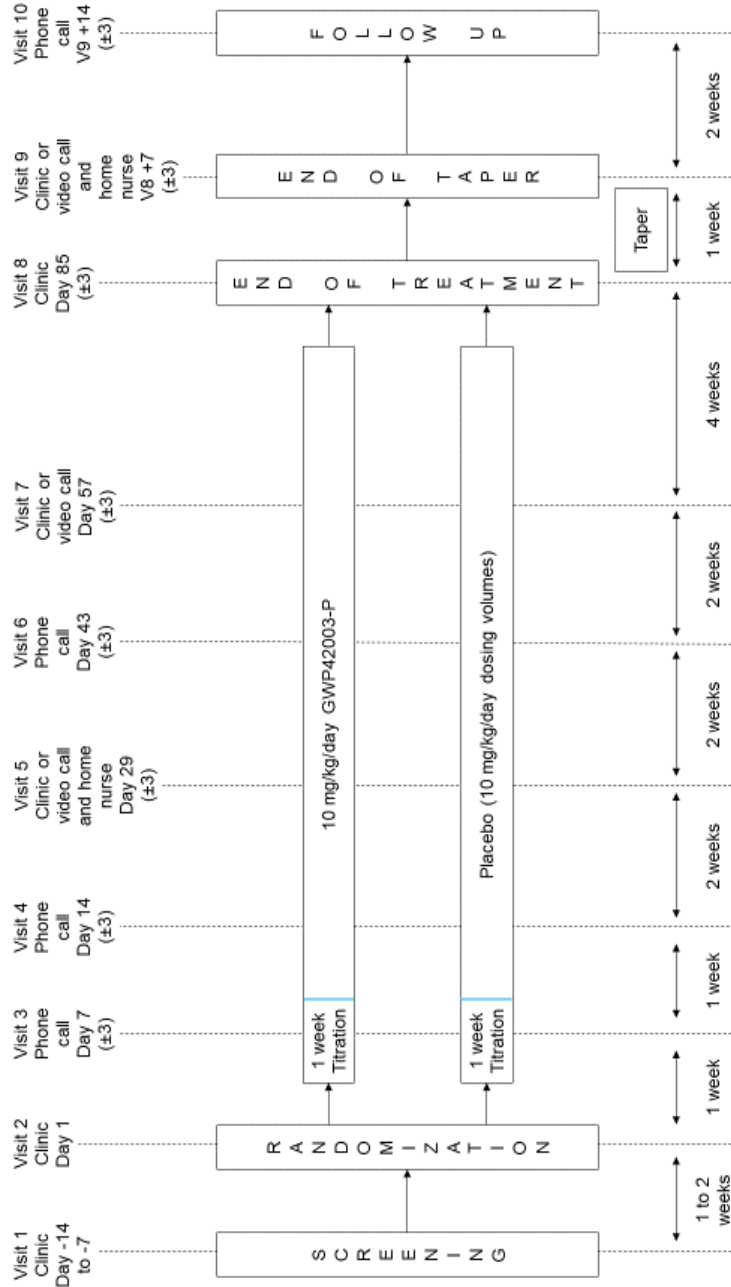 Visit 1
Clinic
Day -14
to -7
Visit 2
Clinic
Day 1
Visit 3
Phone
call
Day 7
(±3)
Visit 4
Phone
call
Day 14
(±3)
Visit 5
Clinic or
video call
and home
nurse
Day 29
(±3)
Visit 6
Phone
call
Day 43
(±3)
Visit 7
Clinic or
video call
Day 57
(±3)
Visit 8
Clinic
Day 85
(±3)
Visit 9
Clinic or
video call
and
home
nurse
V8 +7
(±3)
Visit 10
Phone
call
V9 +14
(±3)
SCREENING
RANDOMIZATION
1 week
Titration
10 mg/kg/day GWP42003-P
1 week
Titration
Placebo (10 mg/kg/day dosing volumes)
END OF TREATMENT
END OF TAPER
FOLLOW UP
Taper
1 to 2
weeks
1 week
1 week
2 weeks
2 weeks
2 weeks
4 weeks
1 week
2 weeks